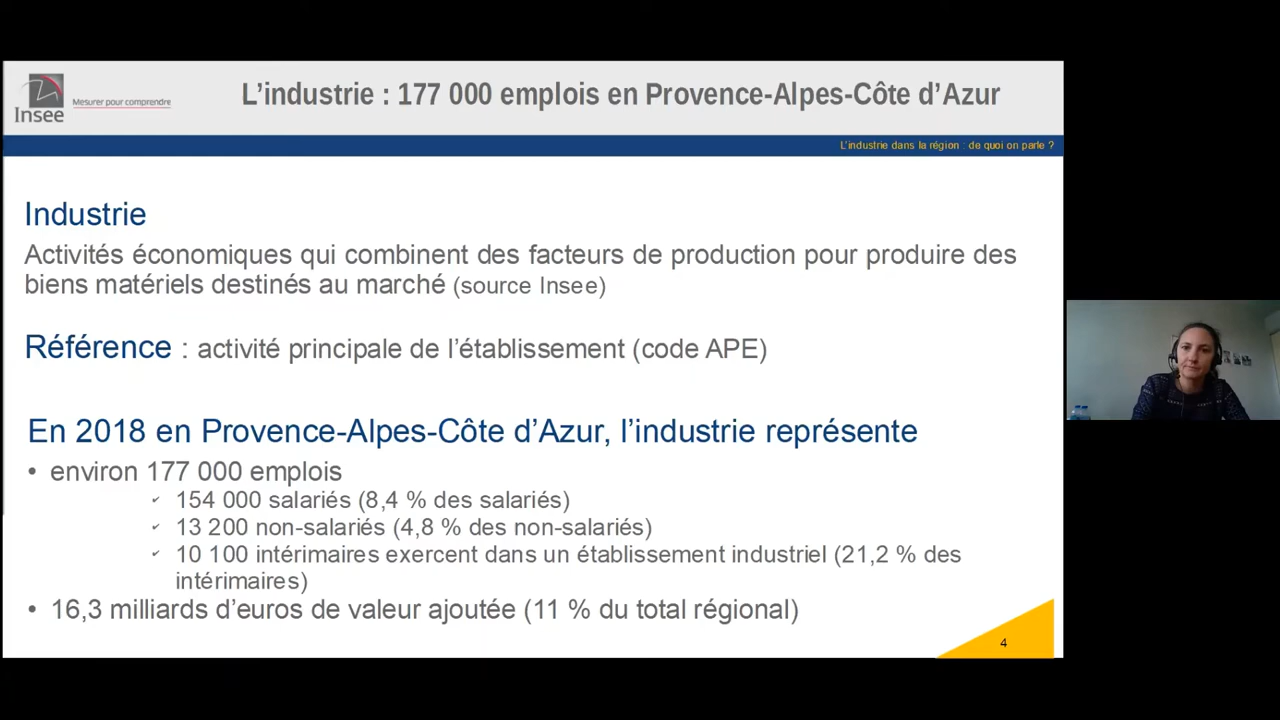 Insee
Mesurer pour comprendre
L'industrie : 177 000 emplois en Provence-Alpes-Côte d'Azur
L'industrie dans la région : de quoi on parle ?
Industrie
Activités économiques qui combinent des facteurs de production pour produire des
biens matériels destinés au marché (source Insee)
Référence : activité principale de l'établissement (code APE)
En 2018 en Provence-Alpes-Côte d'Azur, l'industrie représente
• environ 177 000 emplois
✓ 154 000 salariés (8,4 % des salariés)
✓ 13 200 non-salariés (4,8 % des non-salariés)
✓ 10 100 intérimaires exercent dans un établissement industriel (21,2 % des
intérimaires)
• 16,3 milliards d'euros de valeur ajoutée (11 % du total régional)
4